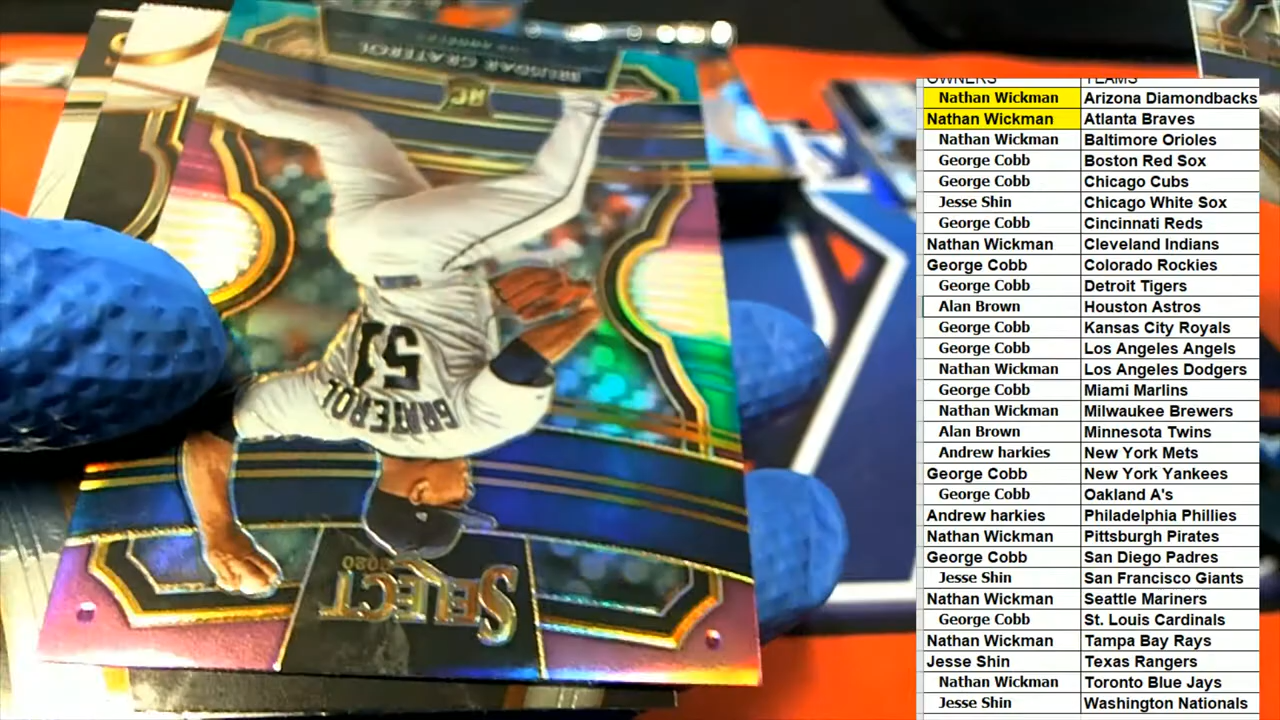 BRUSDAR GRATEROL
LOS ANGELES
RC
51
GRATEROL
2020
SELECT
OWNERS TEAMS
Nathan Wickman Arizona Diamondbacks
Nathan Wickman Atlanta Braves
Nathan Wickman Baltimore Orioles
George Cobb Boston Red Sox
George Cobb Chicago Cubs
Jesse Shin Chicago White Sox
George Cobb Cincinnati Reds
Nathan Wickman Cleveland Indians
George Cobb Colorado Rockies
George Cobb Detroit Tigers
Alan Brown Houston Astros
George Cobb Kansas City Royals
George Cobb Los Angeles Angels
Nathan Wickman Los Angeles Dodgers
George Cobb Miami Marlins
Nathan Wickman Milwaukee Brewers
Alan Brown Minnesota Twins
Andrew harkies New York Mets
George Cobb New York Yankees
George Cobb Oakland A's
Andrew harkies Philadelphia Phillies
Nathan Wickman Pittsburgh Pirates
George Cobb San Diego Padres
Jesse Shin San Francisco Giants
Nathan Wickman Seattle Mariners
George Cobb St. Louis Cardinals
Nathan Wickman Tampa Bay Rays
Jesse Shin Texas Rangers
Nathan Wickman Toronto Blue Jays
Jesse Shin Washington Nationals